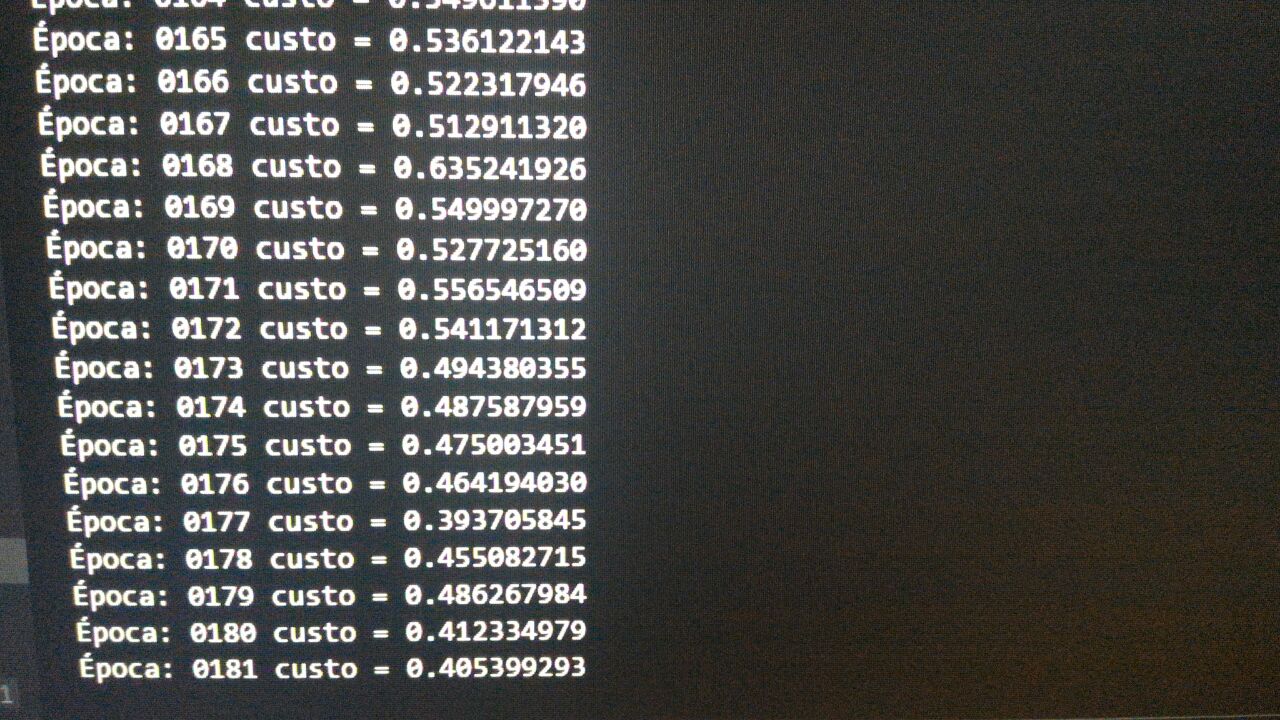 Época: 0164 custo = 0.549611590
Época: 0165 custo = 0.536122143
Época: 0166 custo = 0.522317946
Época: 0167 custo = 0.512911320
Época: 0168 custo = 0.635241926
Época: 0169 custo = 0.549997270
Época: 0170 custo = 0.527725160
Época: 0171 custo = 0.556546509
Época: 0172 custo = 0.541171312
Época: 0173 custo = 0.494380355
Época: 0174 custo = 0.487587959
Época: 0175 custo = 0.475003451
Época: 0176 custo = 0.464194030
Época: 0177 custo = 0.393705845
Época: 0178 custo = 0.455082715
Época: 0179 custo = 0.486267984
Época: 0180 custo = 0.412334979
Época: 0181 custo = 0.405399293
1